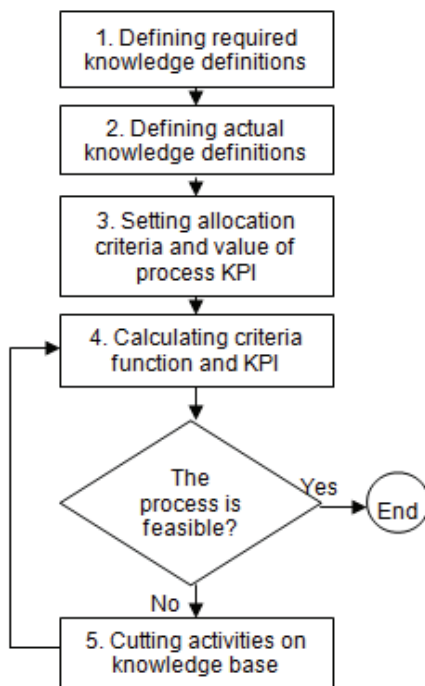 1. Defining required
knowledge definitions
2. Defining actual
knowledge definitions
3. Setting allocation
criteria and value of
process KPI
4. Calculating criteria
function and KPI
The
process is
feasible?
Yes
End
No
5. Cutting activities on
knowledge base